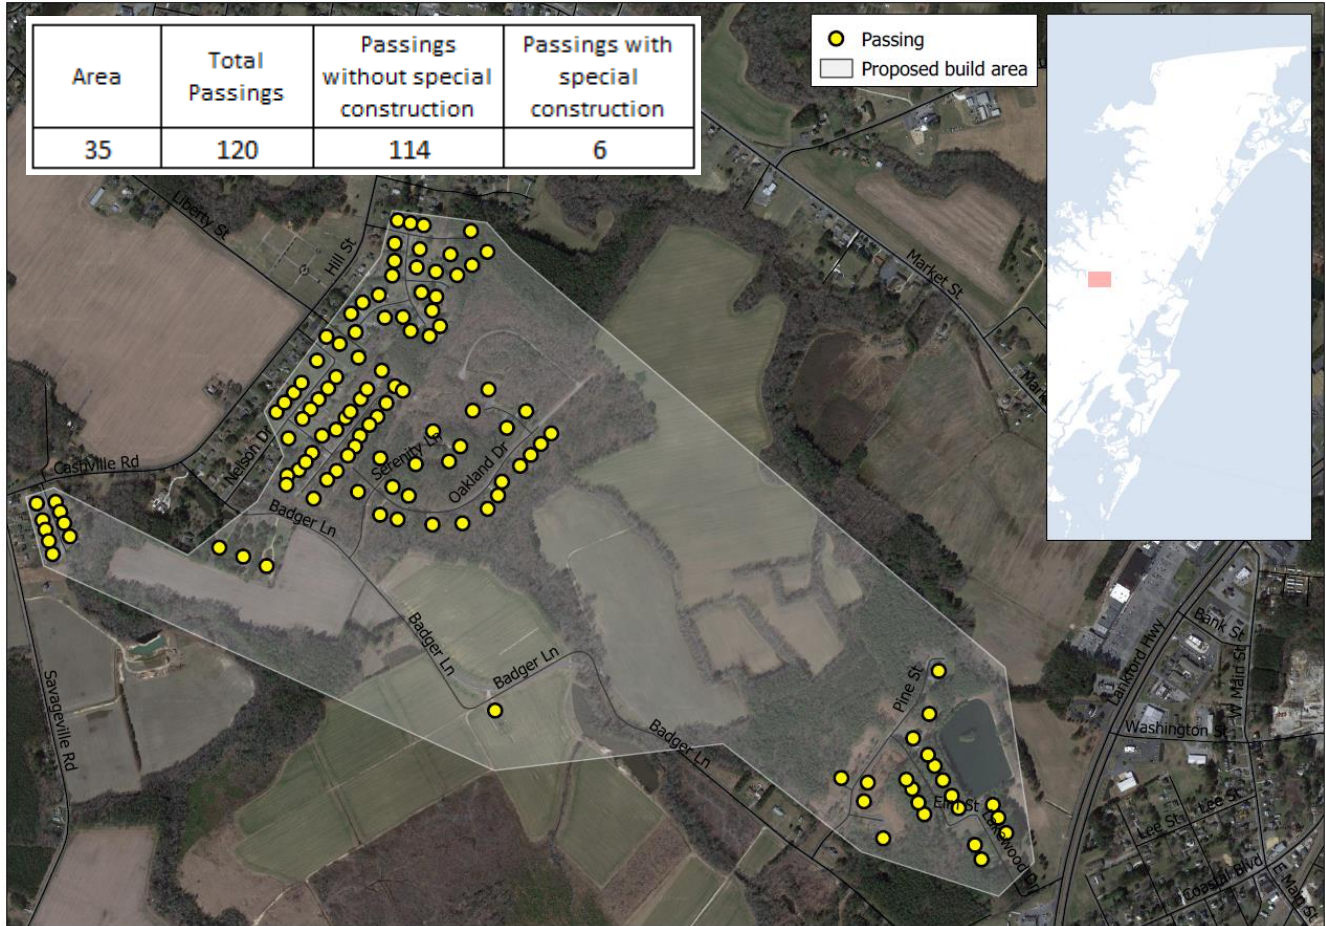 Area
Total
Passings
Passings
without special
construction
Passings with
special
construction
35
120
114
6
Passing
Proposed build area
Liberty St
Hill St
Market St
Cashville Rd
Nelson Dr
Serenity Ln
Oakland Dr
Badger Ln
Badger Ln
Badger Ln
Badger Ln
Savageville Rd
Pine St
Elm St
Lakewood Dr
Lankford Hwy
Bank St
W Main St
Washington St
Lee St
Lee St
Coastal Blvd
E Main St